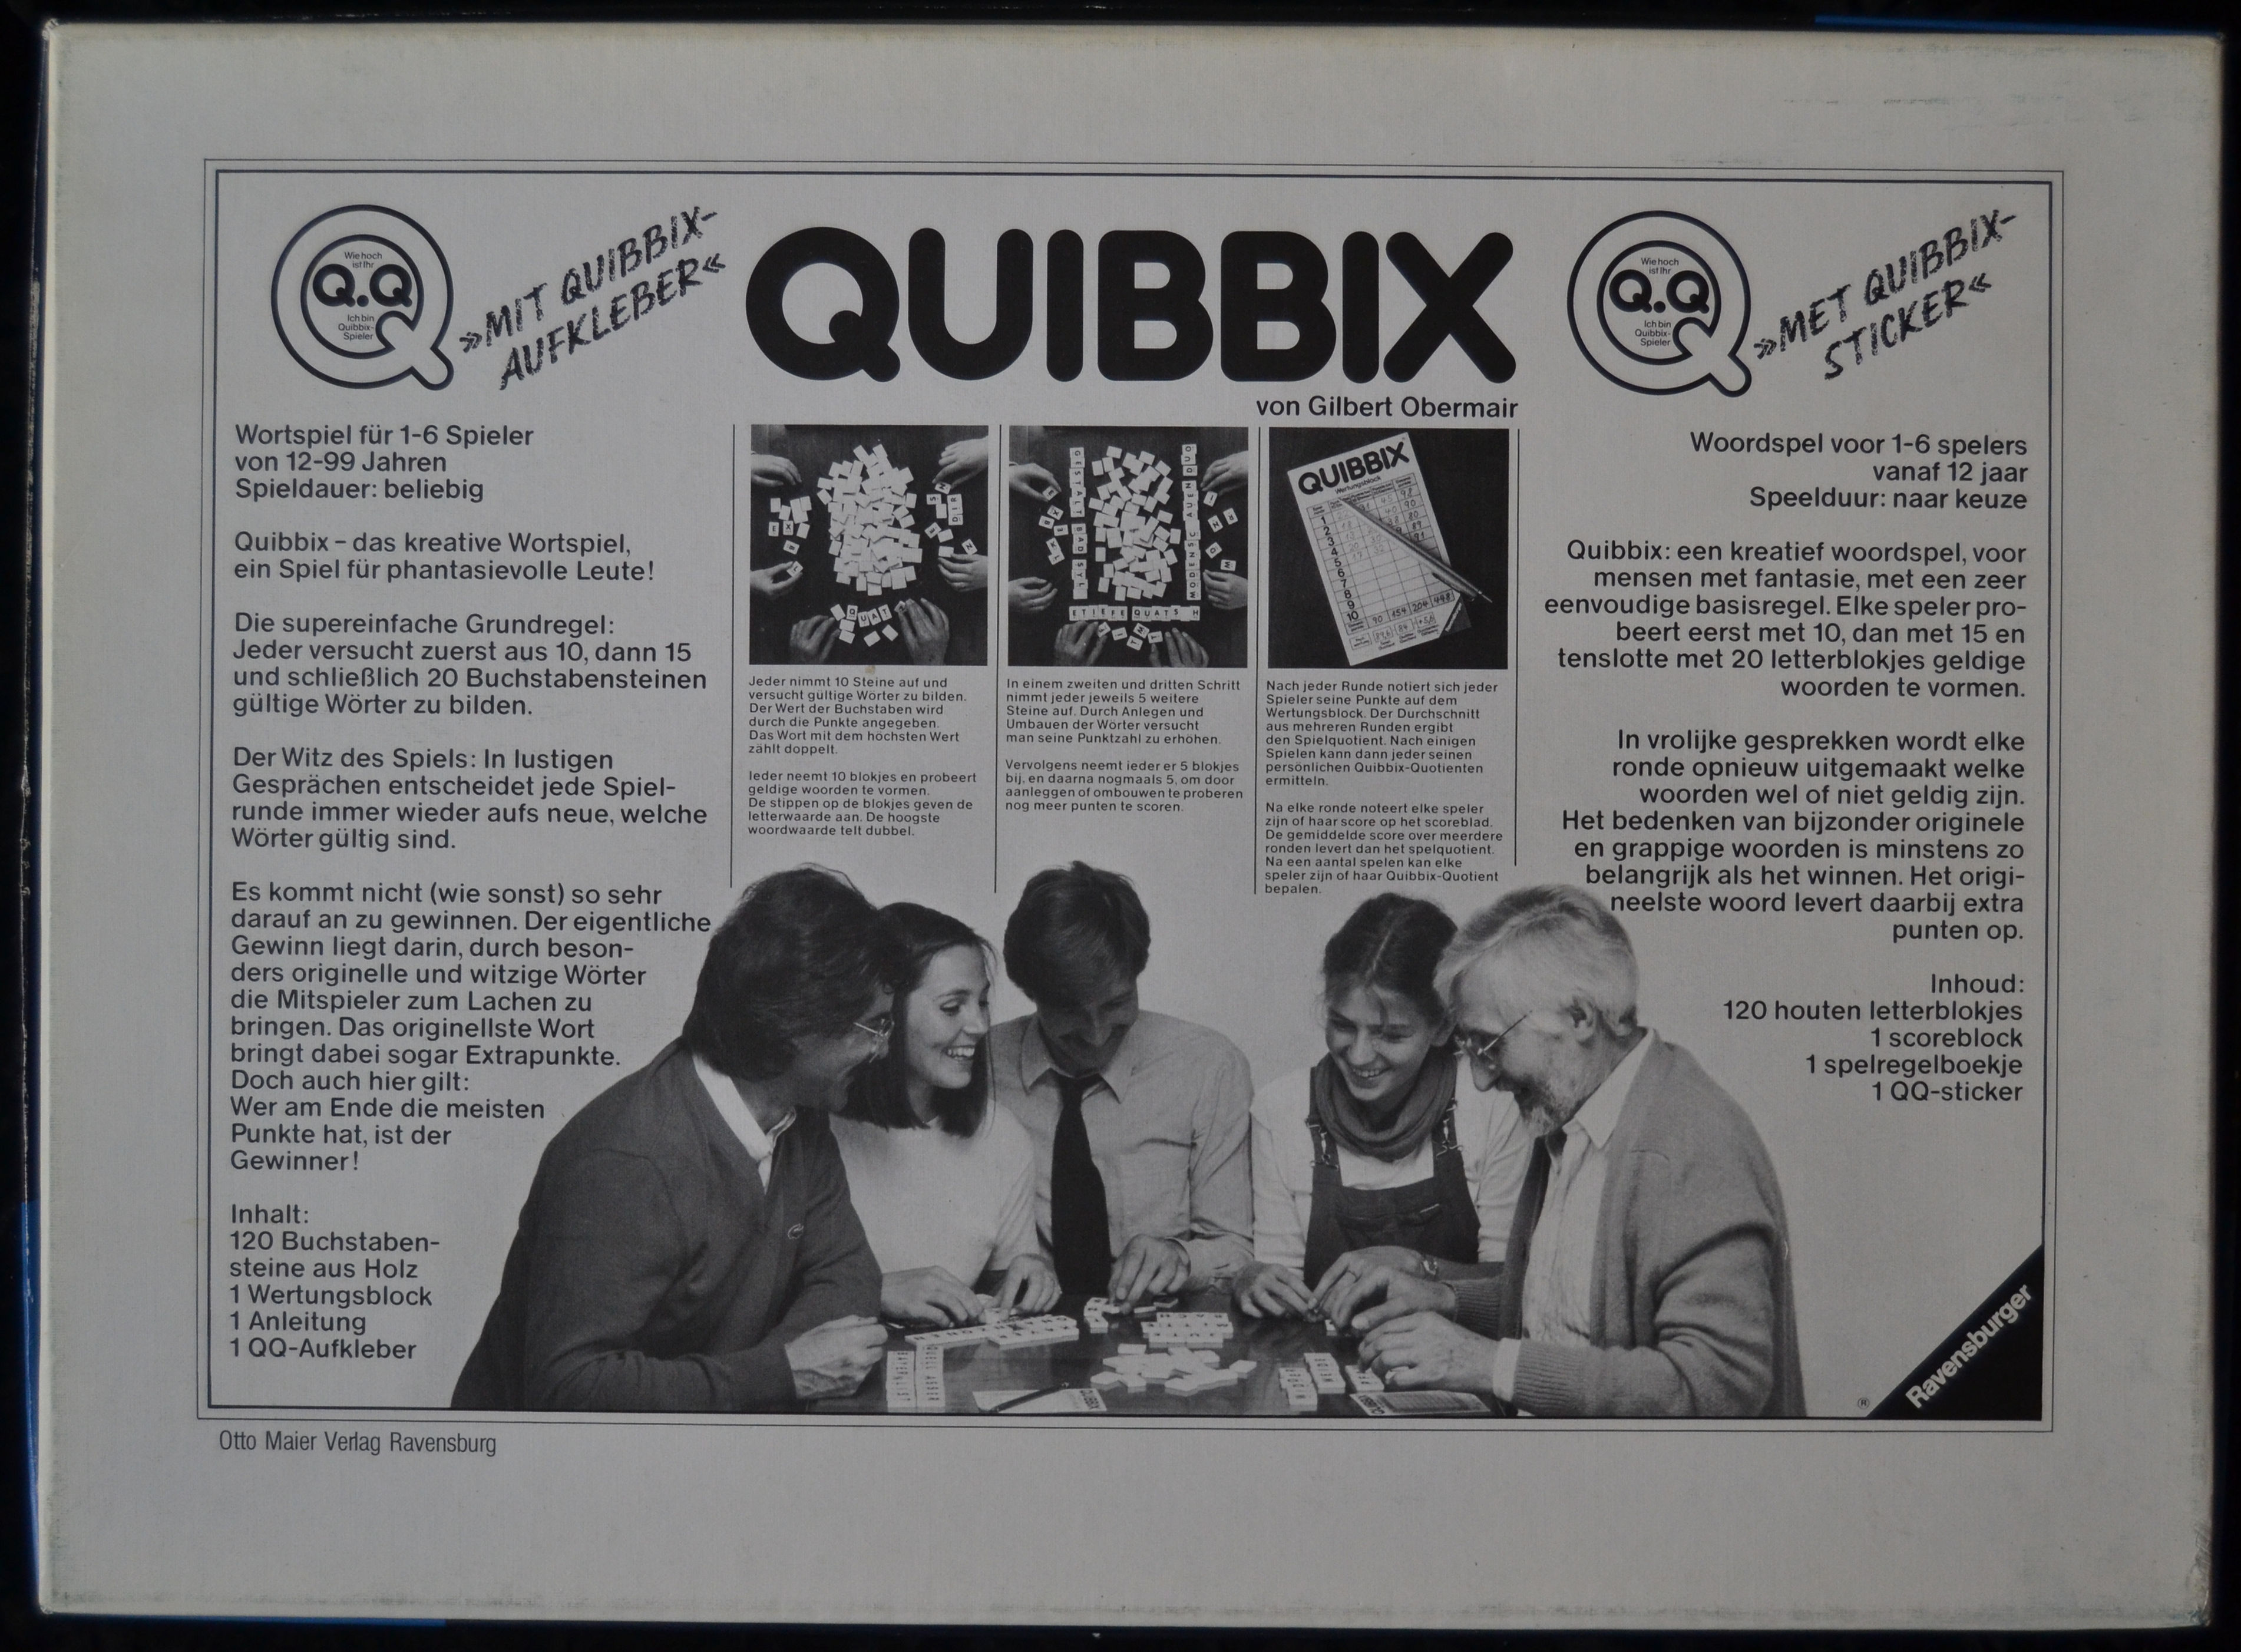 Wie hoch
ist Ihr
Q.Q
Ich bin
Quibbix-
Spieler
»MIT QUIBBIX-
AUFKLEBER«
QUIBBIX
von Gilbert Obermair
Wie hoch
ist Ihr
Q.Q
Ich bin
Quibbix-
Spieler
»MET QUIBBIX-
STICKER«
Wortspiel für 1-6 Spieler
von 12-99 Jahren
Spieldauer: beliebig
Quibbix – das kreative Wortspiel,
ein Spiel für phantasievolle Leute!
Die supereinfache Grundregel:
Jeder versucht zuerst aus 10, dann 15
und schließlich 20 Buchstabensteinen
gültige Wörter zu bilden.
Der Witz des Spiels: In lustigen
Gesprächen entscheidet jede Spiel-
runde immer wieder aufs neue, welche
Wörter gültig sind.
Es kommt nicht (wie sonst) so sehr
darauf an zu gewinnen. Der eigentliche
Gewinn liegt darin, durch beson-
ders originelle und witzige Wörter
die Mitspieler zum Lachen zu
bringen. Das originellste Wort
bringt dabei sogar Extrapunkte.
Doch auch hier gilt:
Wer am Ende die meisten
Punkte hat, ist der
Gewinner!
Inhalt:
120 Buchstaben-
steine aus Holz
1 Wertungsblock
1 Anleitung
1 QQ-Aufkleber
QUAT
GESTALT BAD SYL
ETIEFE QUATS H
QUIBBIX
Wertungsblock
1
2
3
4
5
6
7
8
9
10
Jeder nimmt 10 Steine auf und
versucht gültige Wörter zu bilden.
Der Wert der Buchstaben wird
durch die Punkte angegeben.
Das Wort mit dem höchsten Wert
zählt doppelt.
Ieder neemt 10 blokjes en probeert
geldige woorden te vormen.
De stippen op de blokjes geven de
letterwaarde aan. De hoogste
woordwaarde telt dubbel.
In einem zweiten und dritten Schritt
nimmt jeder jeweils 5 weitere
Steine auf. Durch Anlegen und
Umbauen der Wörter versucht
man seine Punktzahl zu erhöhen.
Vervolgens neemt ieder er 5 blokjes
bij, en daarna nogmaals 5, om door
aanleggen of ombouwen te proberen
nog meer punten te scoren.
Nach jeder Runde notiert sich jeder
Spieler seine Punkte auf dem
Wertungsblock. Der Durchschnitt
aus mehreren Runden ergibt
den Spielquotient. Nach einigen
Spielen kann dann jeder seinen
persönlichen Quibbix-Quotienten
ermitteln.
Na elke ronde noteert elke speler
zijn of haar score op het scoreblad.
De gemiddelde score over meerdere
ronden levert dan het spelquotient.
Na een aantal spelen kan elke
speler zijn of haar Quibbix-Quotient
bepalen.
Woordspel voor 1-6 spelers
vanaf 12 jaar
Speelduur: naar keuze
Quibbix: een kreatief woordspel, voor
mensen met fantasie, met een zeer
eenvoudige basisregel. Elke speler pro-
beert eerst met 10, dan met 15 en
tenslotte met 20 letterblokjes geldige
woorden te vormen.
In vrolijke gesprekken wordt elke
ronde opnieuw uitgemaakt welke
woorden wel of niet geldig zijn.
Het bedenken van bijzonder originele
en grappige woorden is minstens zo
belangrijk als het winnen. Het origi-
neelste woord levert daarbij extra
punten op.
Inhoud:
120 houten letterblokjes
1 scoreblock
1 spelregelboekje
1 QQ-sticker
®
Ravensburger
Otto Maier Verlag Ravensburg